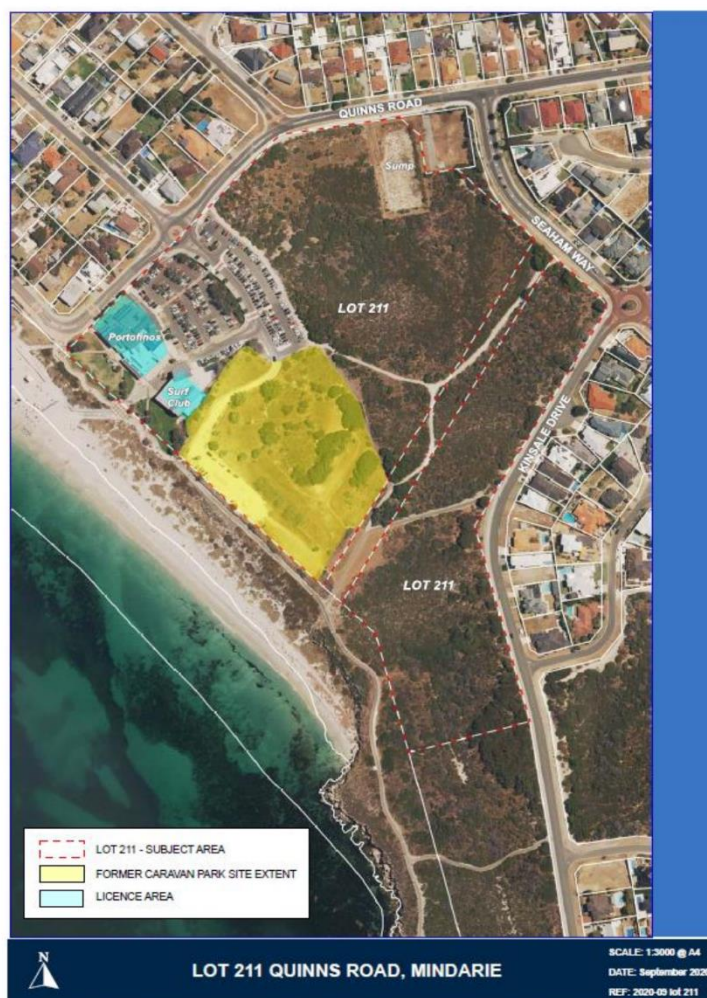 QUINNS ROAD
Sump
SEAHAM WAY
LOT 211
Portofinos
Surf
Club
KINSALE DRIVE
LOT 211
LOT 211 - SUBJECT AREA
FORMER CARAVAN PARK SITE EXTENT
LICENCE AREA
N
LOT 211 QUINNS ROAD, MINDARIE
SCALE: 1:3000 @ A4
DATE: September 2020
REF: 2020-09 lot 211